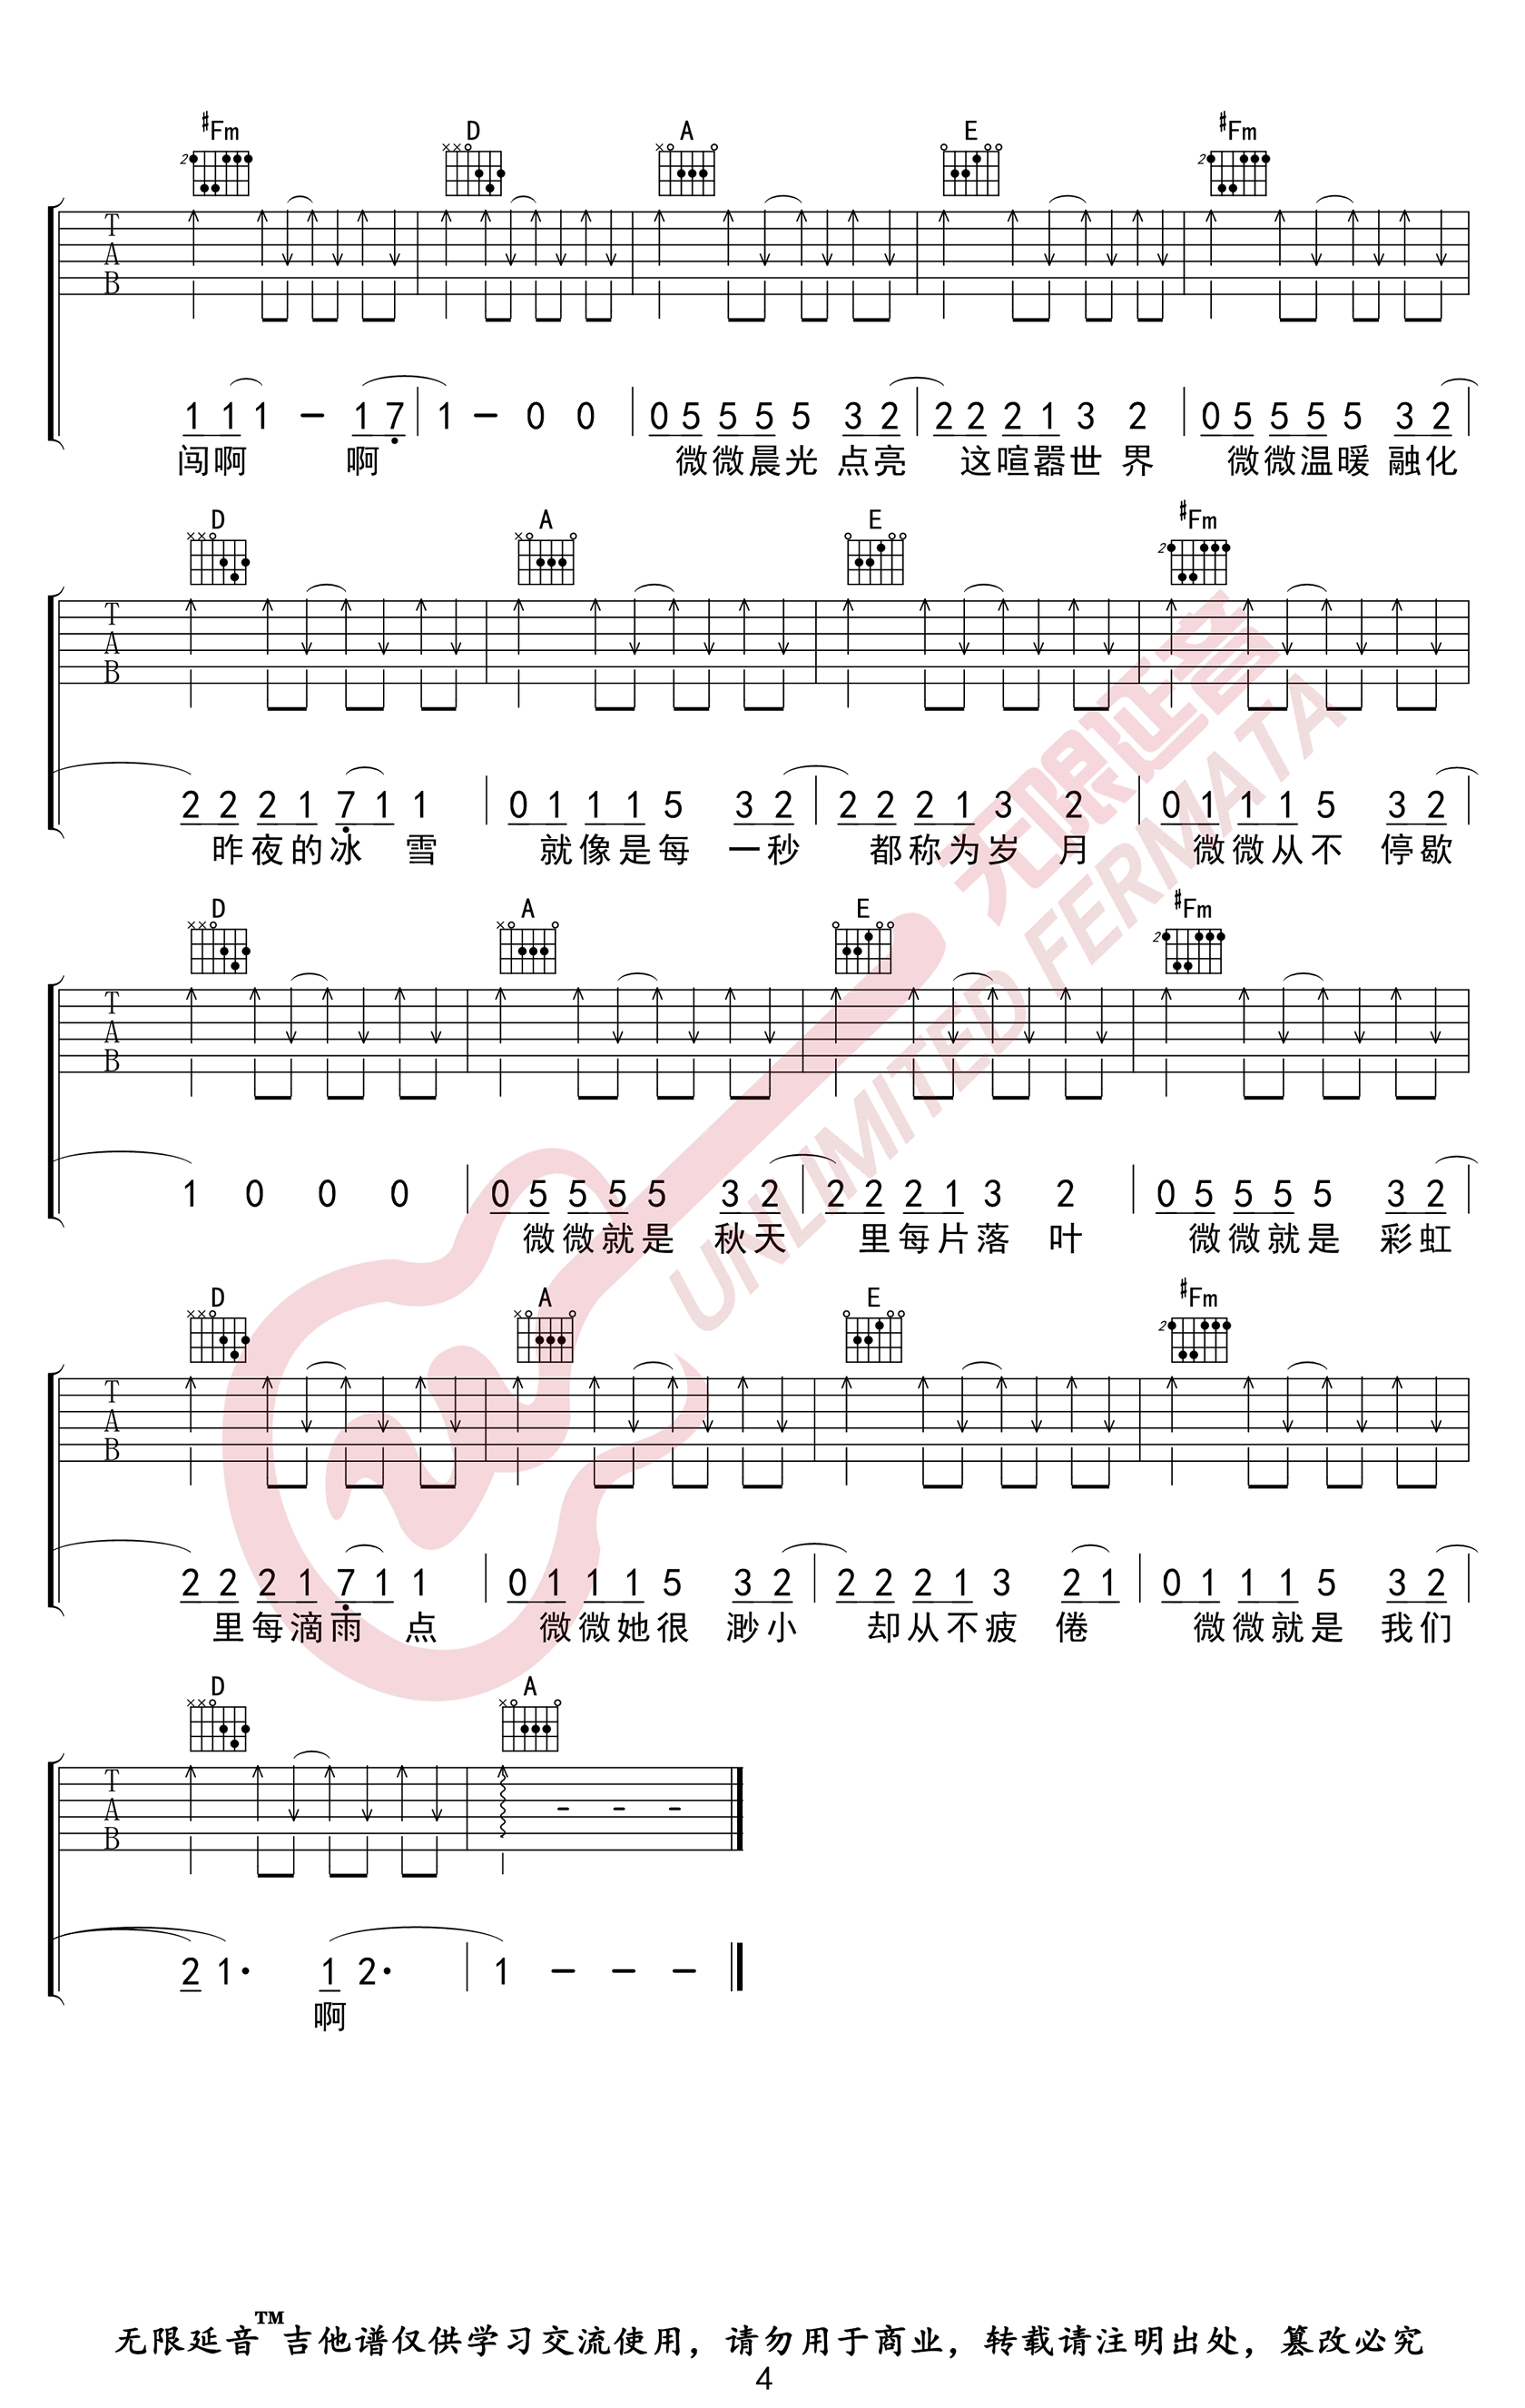 #Fm D A E #Fm
2 ××○ ×○ ○ ○ ○○ 2
T
A
B
1 1 1 – 1 7 | 1 – 0 0 | 0 5 5 5 5 3 2 | 2 2 2 1 3 2 | 0 5 5 5 5 3 2 |
闯啊 啊 微微晨光 点亮 这喧嚣世 界 微微温暖 融化
D A E #Fm
××○ ×○ ○ ○ ○○ 2
T
A
B
2 2 2 1 7 1 1 | 0 1 1 1 5 3 2 | 2 2 2 1 3 2 | 0 1 1 1 5 3 2 |
昨夜的冰 雪 就像是每 一秒 都称为岁 月 微微从不 停歇
D A E #Fm
××○ ×○ ○ ○ ○○ 2
T
A
B
1 0 0 0 | 0 5 5 5 5 3 2 | 2 2 2 1 3 2 | 0 5 5 5 5 3 2 |
微微就是 秋天 里每片落 叶 微微就是 彩虹
D A E #Fm
××○ ×○ ○ ○ ○○ 2
T
A
B
2 2 2 1 7 1 1 | 0 1 1 1 5 3 2 | 2 2 2 1 3 2 1 | 0 1 1 1 5 3 2 |
里每滴雨 点 微微她很 渺小 却从不疲 倦 微微就是 我们
D A
××○ ×○ ○
T
A
B
2 1· 1 2· | 1 – – – ‖
啊
无限延音
UNLIMITED FERMATA
无限延音™吉他谱仅供学习交流使用，请勿用于商业，转载请注明出处，篡改必究
4